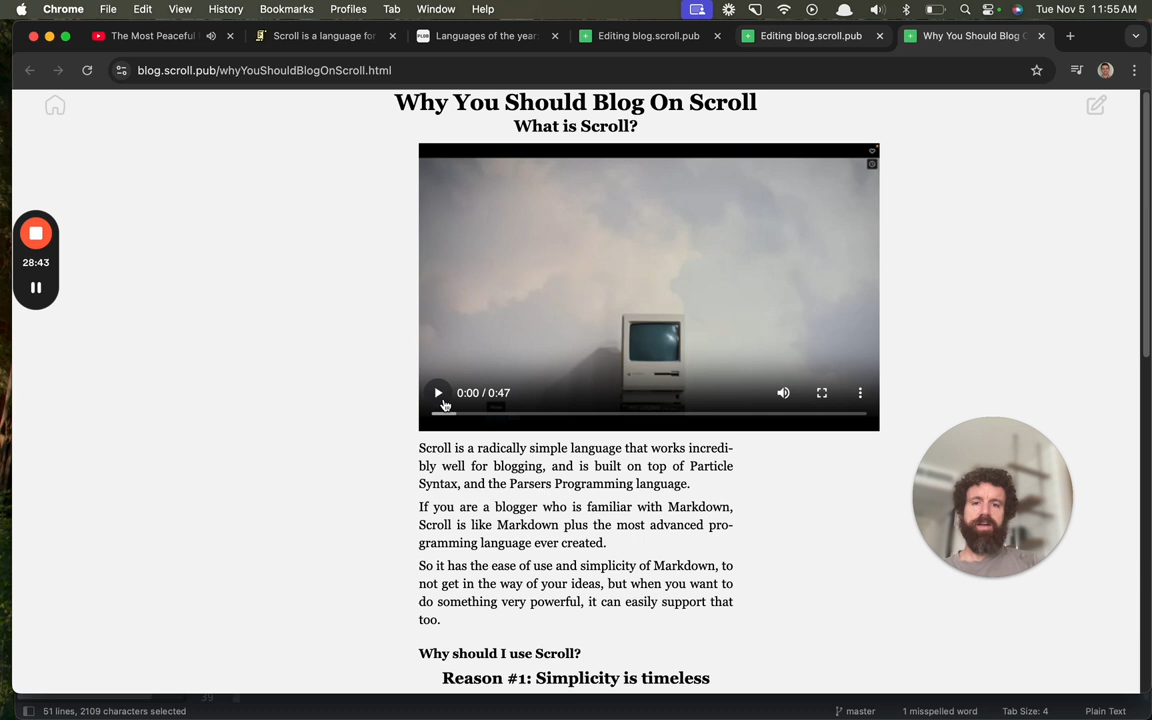 Chrome File Edit View History Bookmarks Profiles Tab Window Help Tue Nov 5 11:55 AM
The Most Peaceful
Scroll is a language for
Languages of the year
Editing blog.scroll.pub
Editing blog.scroll.pub
Why You Should Blog O
blog.scroll.pub/whyYouShouldBlogOnScroll.html
Why You Should Blog On Scroll
What is Scroll?
28:43
0:00 / 0:47
Scroll is a radically simple language that works incredi-
bly well for blogging, and is built on top of Particle
Syntax, and the Parsers Programming language.
If you are a blogger who is familiar with Markdown,
Scroll is like Markdown plus the most advanced pro-
gramming language ever created.
So it has the ease of use and simplicity of Markdown, to
not get in the way of your ideas, but when you want to
do something very powerful, it can easily support that
too.
Why should I use Scroll?
Reason #1: Simplicity is timeless
39
51 lines, 2109 characters selected
master
1 misspelled word
Tab Size: 4
Plain Text